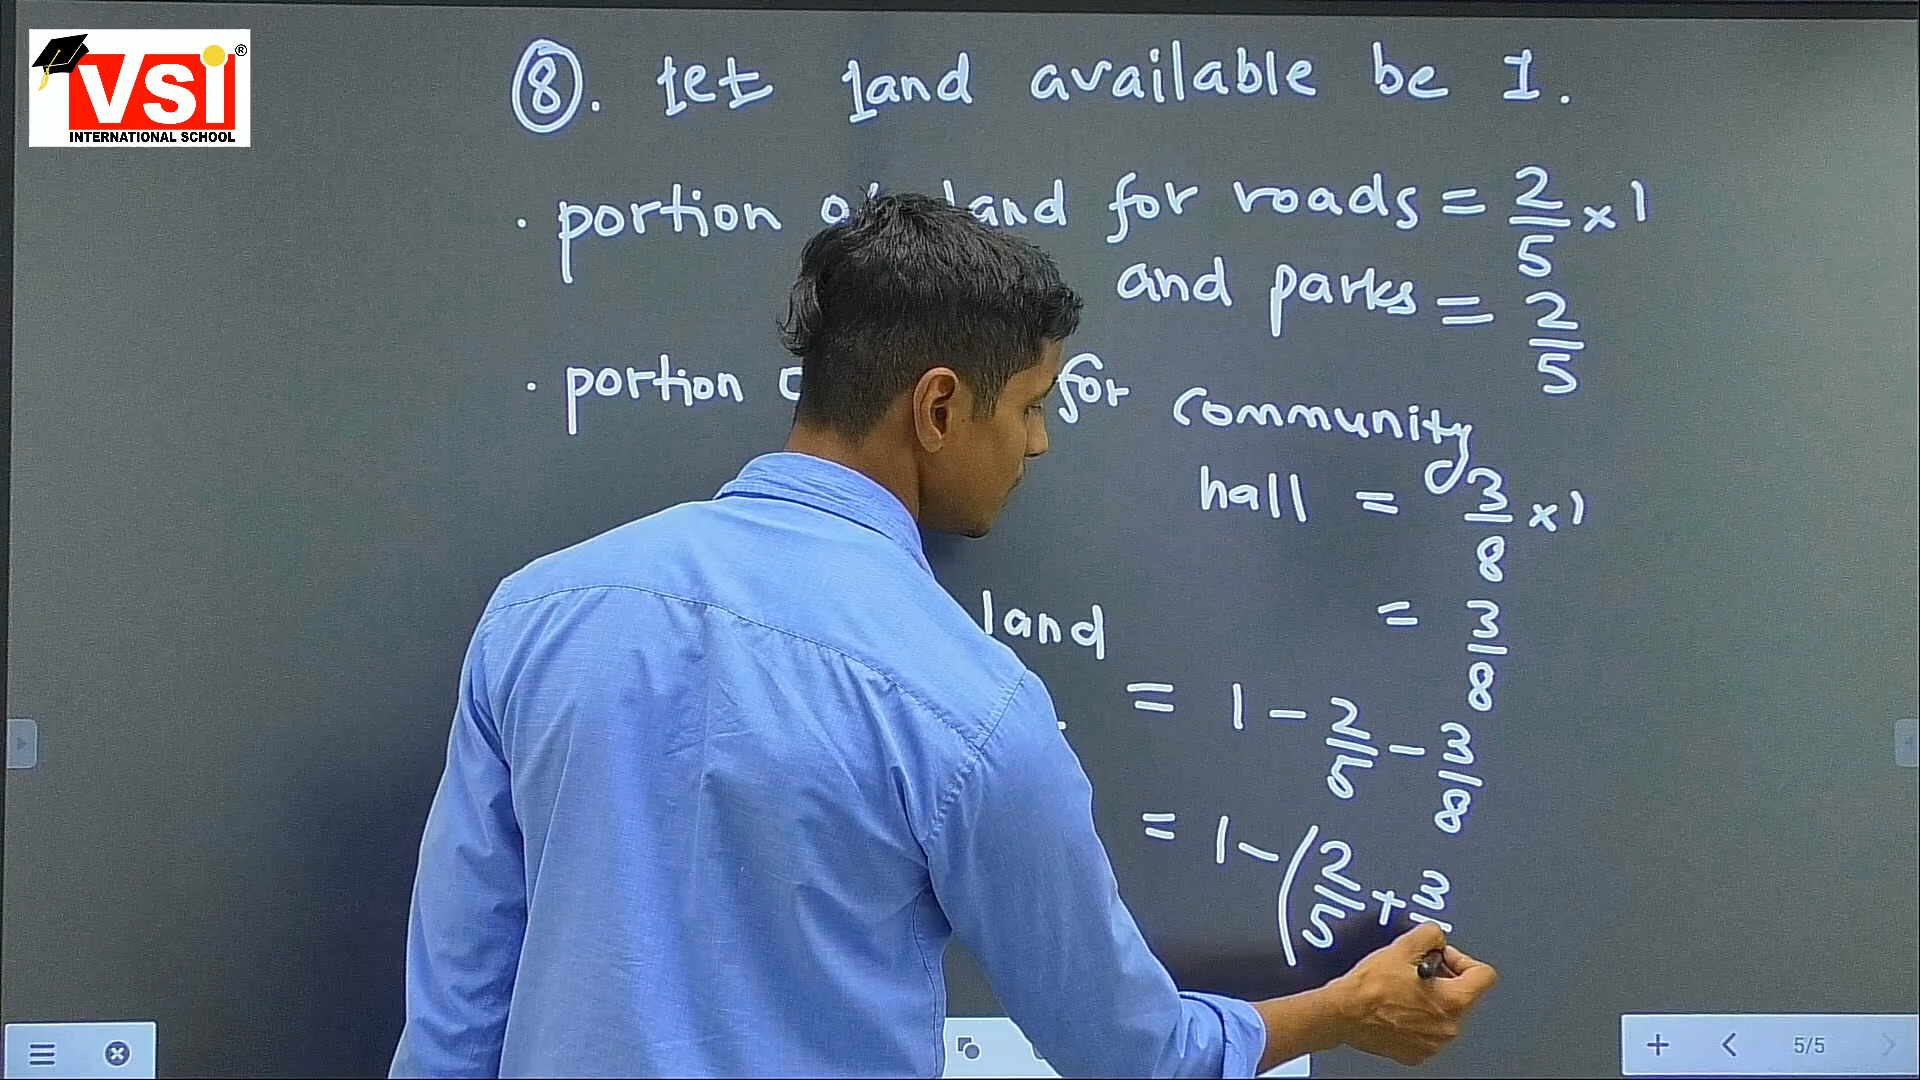 VSI®
INTERNATIONAL SCHOOL
8. let land available be 1.
. portion land for roads = 2/5 × 1
and parks = 2/5
. portion for community
hall = 3/8 × 1
= 3/8
land
= 1 - 2/5 - 3/8
= 1 - (2/5 + 3
5/5